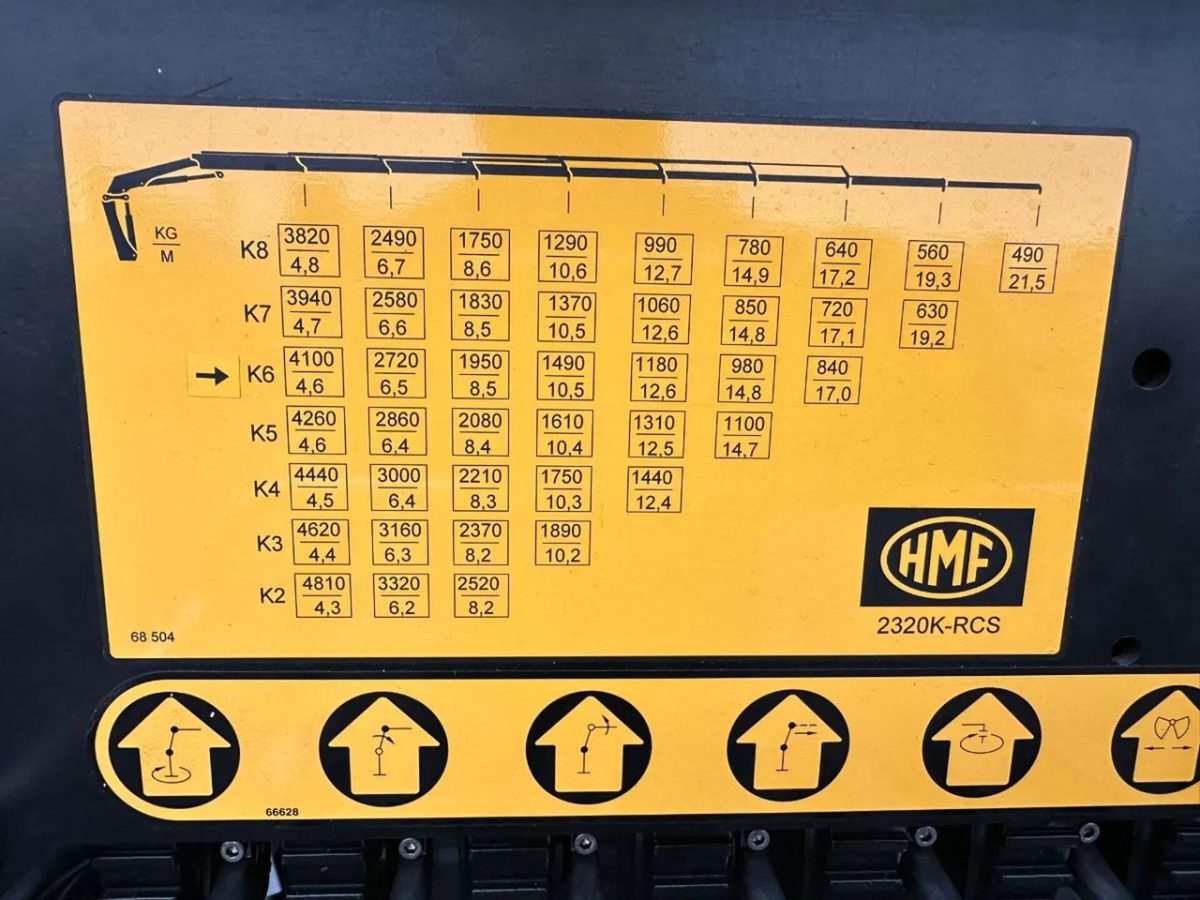 KG
M
K8 3820 2490 1750 1290 990 780 640 560 490
4,8 6,7 8,6 10,6 12,7 14,9 17,2 19,3 21,5
K7 3940 2580 1830 1370 1060 850 720 630
4,7 6,6 8,5 10,5 12,6 14,8 17,1 19,2
K6 4100 2720 1950 1490 1180 980 840
4,6 6,5 8,5 10,5 12,6 14,8 17,0
K5 4260 2860 2080 1610 1310 1100
4,6 6,4 8,4 10,4 12,5 14,7
K4 4440 3000 2210 1750 1440
4,5 6,4 8,3 10,3 12,4
K3 4620 3160 2370 1890
4,4 6,3 8,2 10,2
K2 4810 3320 2520
4,3 6,2 8,2
HMF
2320K-RCS
68 504
T
66628